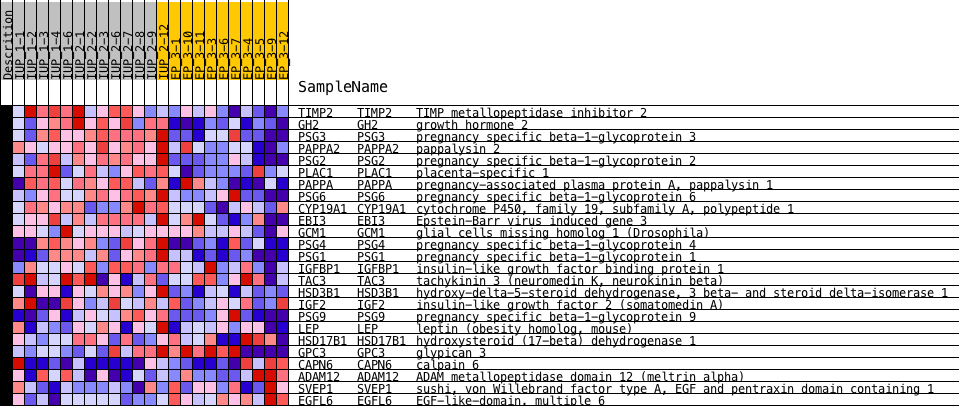 Descrition
IUP_1-1
IUP_1-2
IUP_1-3
IUP_1-4
IUP_1-6
IUP_2-1
IUP_2-2
IUP_2-3
IUP_2-6
IUP_2-7
IUP_2-8
IUP_2-9
IUP_2-12
EP_3-1
EP_3-10
EP_3-11
EP_3-3
EP_3-6
EP_3-7
EP_3-4
EP_3-5
EP_3-9
EP_3-12
SampleName
TIMP2 TIMP2 TIMP metallopeptidase inhibitor 2
GH2 GH2 growth hormone 2
PSG3 PSG3 pregnancy specific beta-1-glycoprotein 3
PAPPA2 PAPPA2 pappalysin 2
PSG2 PSG2 pregnancy specific beta-1-glycoprotein 2
PLAC1 PLAC1 placenta-specific 1
PAPPA PAPPA pregnancy-associated plasma protein A, pappalysin 1
PSG6 PSG6 pregnancy specific beta-1-glycoprotein 6
CYP19A1 CYP19A1 cytochrome P450, family 19, subfamily A, polypeptide 1
EBI3 EBI3 Epstein-Barr virus induced gene 3
GCM1 GCM1 glial cells missing homolog 1 (Drosophila)
PSG4 PSG4 pregnancy specific beta-1-glycoprotein 4
PSG1 PSG1 pregnancy specific beta-1-glycoprotein 1
IGFBP1 IGFBP1 insulin-like growth factor binding protein 1
TAC3 TAC3 tachykinin 3 (neuromedin K, neurokinin beta)
HSD3B1 HSD3B1 hydroxy-delta-5-steroid dehydrogenase, 3 beta- and steroid delta-isomerase 1
IGF2 IGF2 insulin-like growth factor 2 (somatomedin A)
PSG9 PSG9 pregnancy specific beta-1-glycoprotein 9
LEP LEP leptin (obesity homolog, mouse)
HSD17B1 HSD17B1 hydroxysteroid (17-beta) dehydrogenase 1
GPC3 GPC3 glypican 3
CAPN6 CAPN6 calpain 6
ADAM12 ADAM12 ADAM metallopeptidase domain 12 (meltrin alpha)
SVEP1 SVEP1 sushi, von Willebrand factor type A, EGF and pentraxin domain containing 1
EGFL6 EGFL6 EGF-like-domain, multiple 6